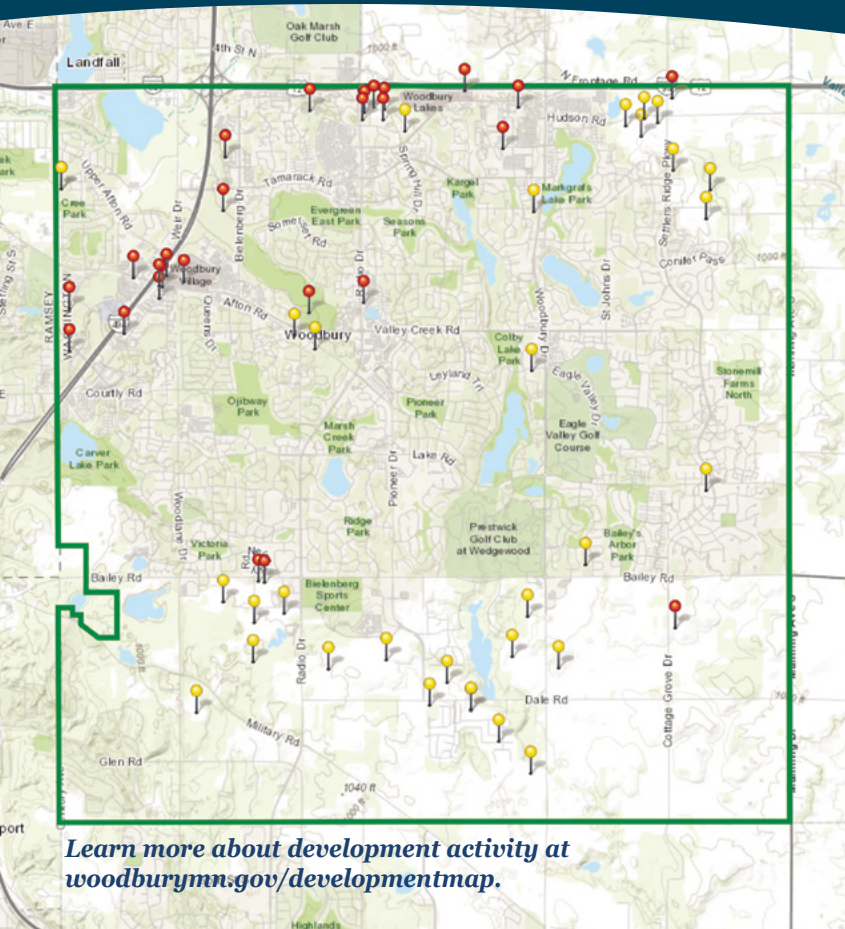 Ave E
Oak Marsh
Golf Club
1000 ft
4th St N
Landfall
N Frontage Rd
Woodbury
Lakes
Hudson Rd
Upper Afton Rd
Weir Dr
Tamarack Rd
Bielenberg Dr
Spring Hill Dr
Kargel
Park
Markgrafs
Lake Park
Settlers Ridge Pkwy
Cree
Park
Evergreen
East Park
Seasons
Park
Sterling St S
Conifer Pass
1000 ft
Woodbury
Village
St Johns Dr
RAMSEY
WASHINGTON
Queens Dr
Afton Rd
Woodbury
Valley Creek Rd
Woodbury Dr
Colby
Lake
Park
Leyland Trl
Eagle Valley Dr
Stonemill
Farms
North
Courtly Rd
Ojibway
Park
Pioneer
Park
Marsh
Creek
Park
Eagle
Valley Golf
Course
Carver
Lake Park
Lake Rd
Pioneer Dr
Woodlane Dr
Ridge
Park
Prestwick
Golf Club
at Wedgewood
Bailey's
Arbor
Park
Victoria
Park
Bailey Rd
Bielenberg
Sports
Center
Bailey Rd
Radio Dr
Cottage Grove Dr
Dale Rd
Military Rd
Glen Rd
1040 ft
port
Learn more about development activity at
woodburymn.gov/developmentmap.
Highlands